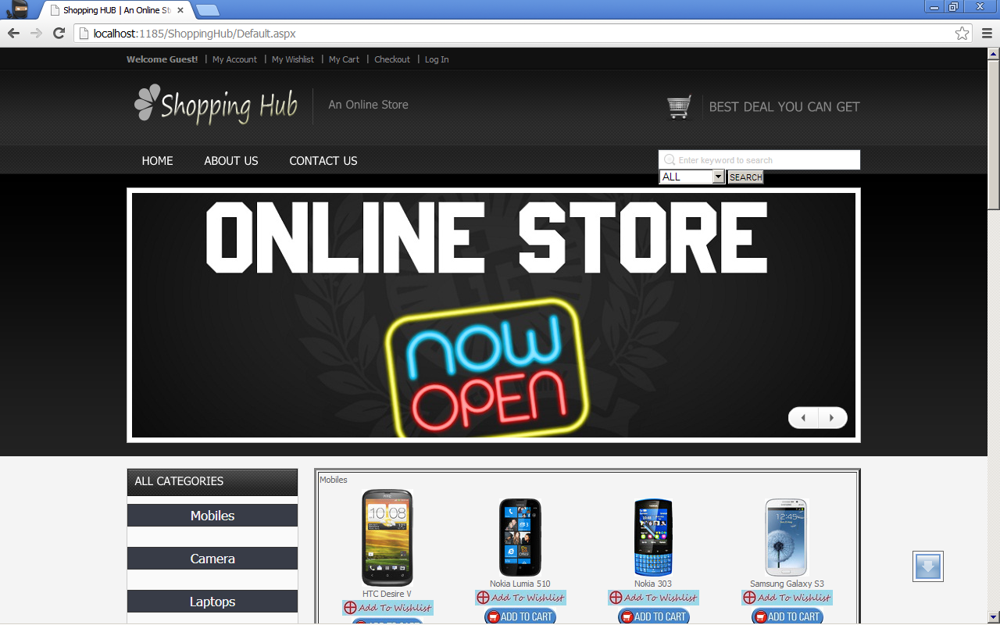 Shopping HUB | An Online St
localhost:1185/ShoppingHub/Default.aspx
Welcome Guest! | My Account | My Wishlist | My Cart | Checkout | Log In
Shopping Hub
An Online Store
BEST DEAL YOU CAN GET
HOME ABOUT US CONTACT US
Enter keyword to search
ALL SEARCH
ONLINE STORE
NOW
OPEN
ALL CATEGORIES
Mobiles
Camera
Laptops
Mobiles
HTC Desire V
Add To Wishlist
ADD TO CART
Nokia Lumia 510
Add To Wishlist
ADD TO CART
Nokia 303
Add To Wishlist
ADD TO CART
Samsung Galaxy S3
Add To Wishlist
ADD TO CART